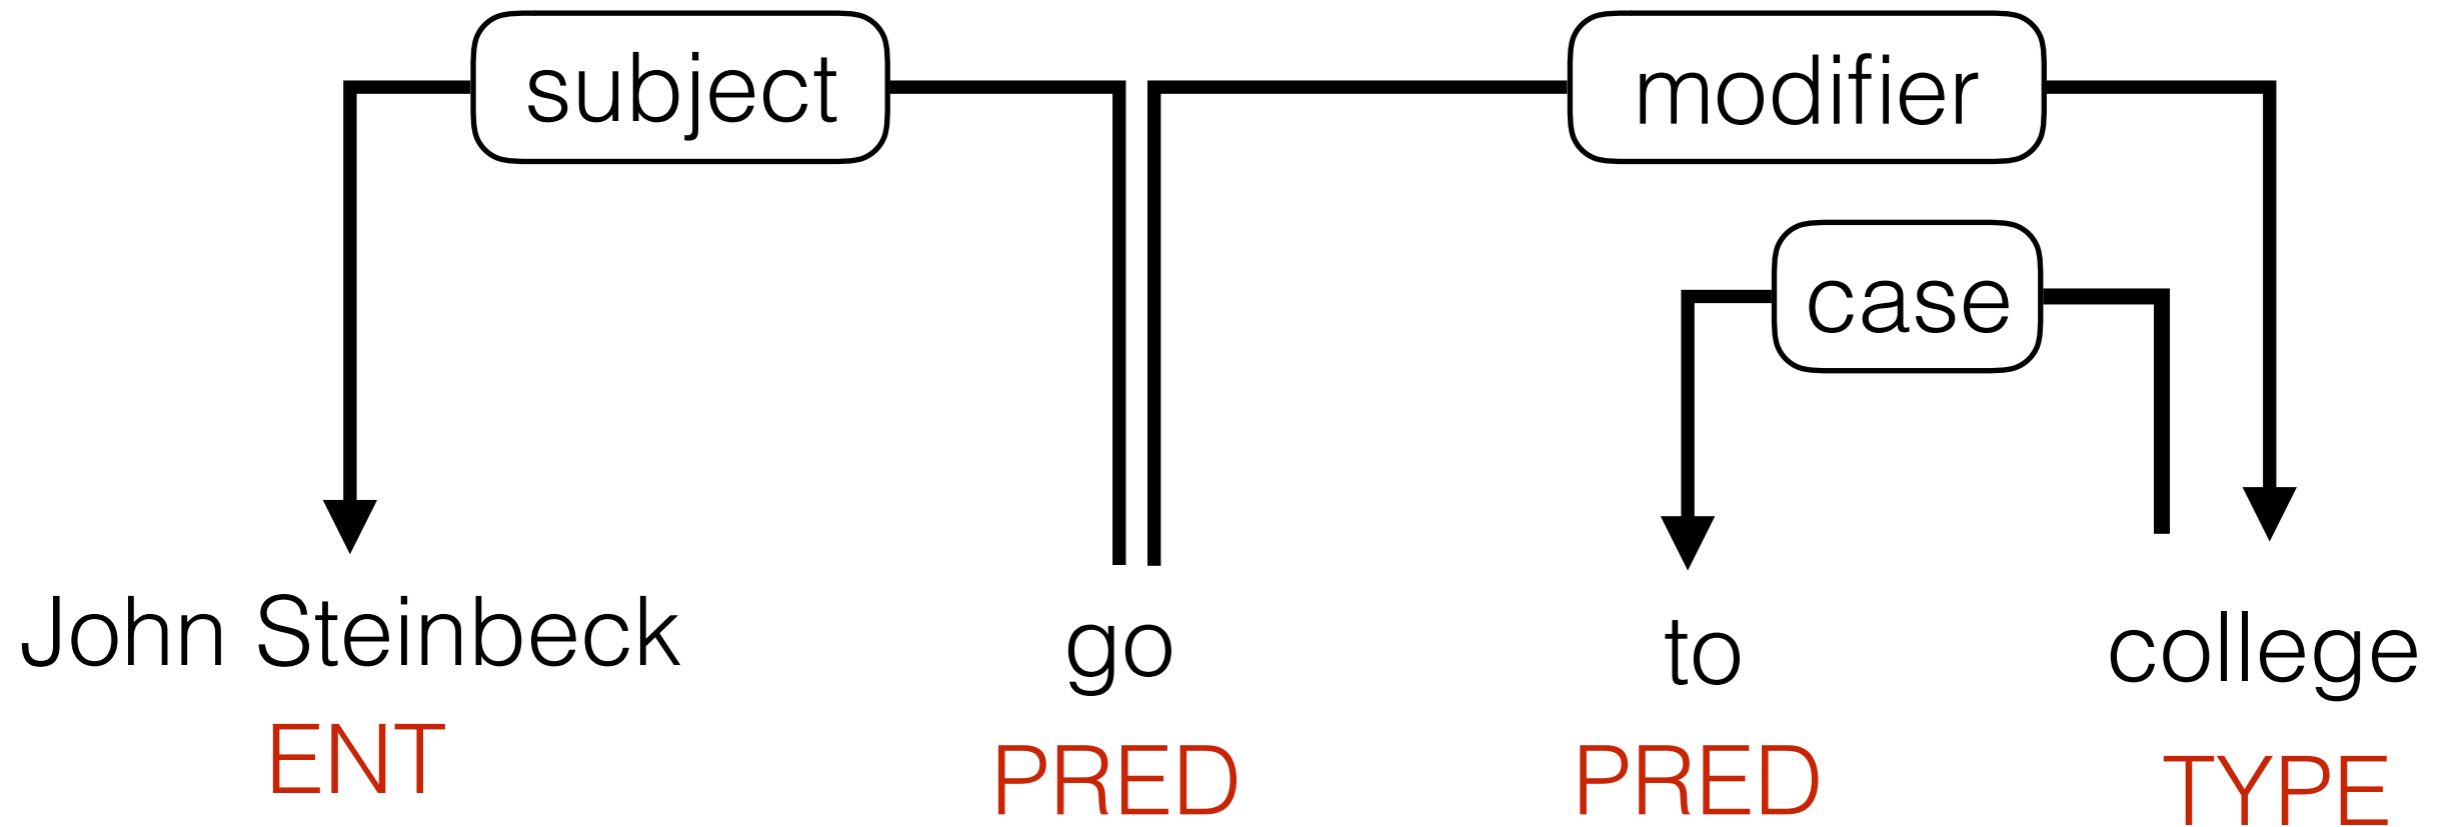 subject modifier
case
John Steinbeck go to college
ENT PRED PRED TYPE